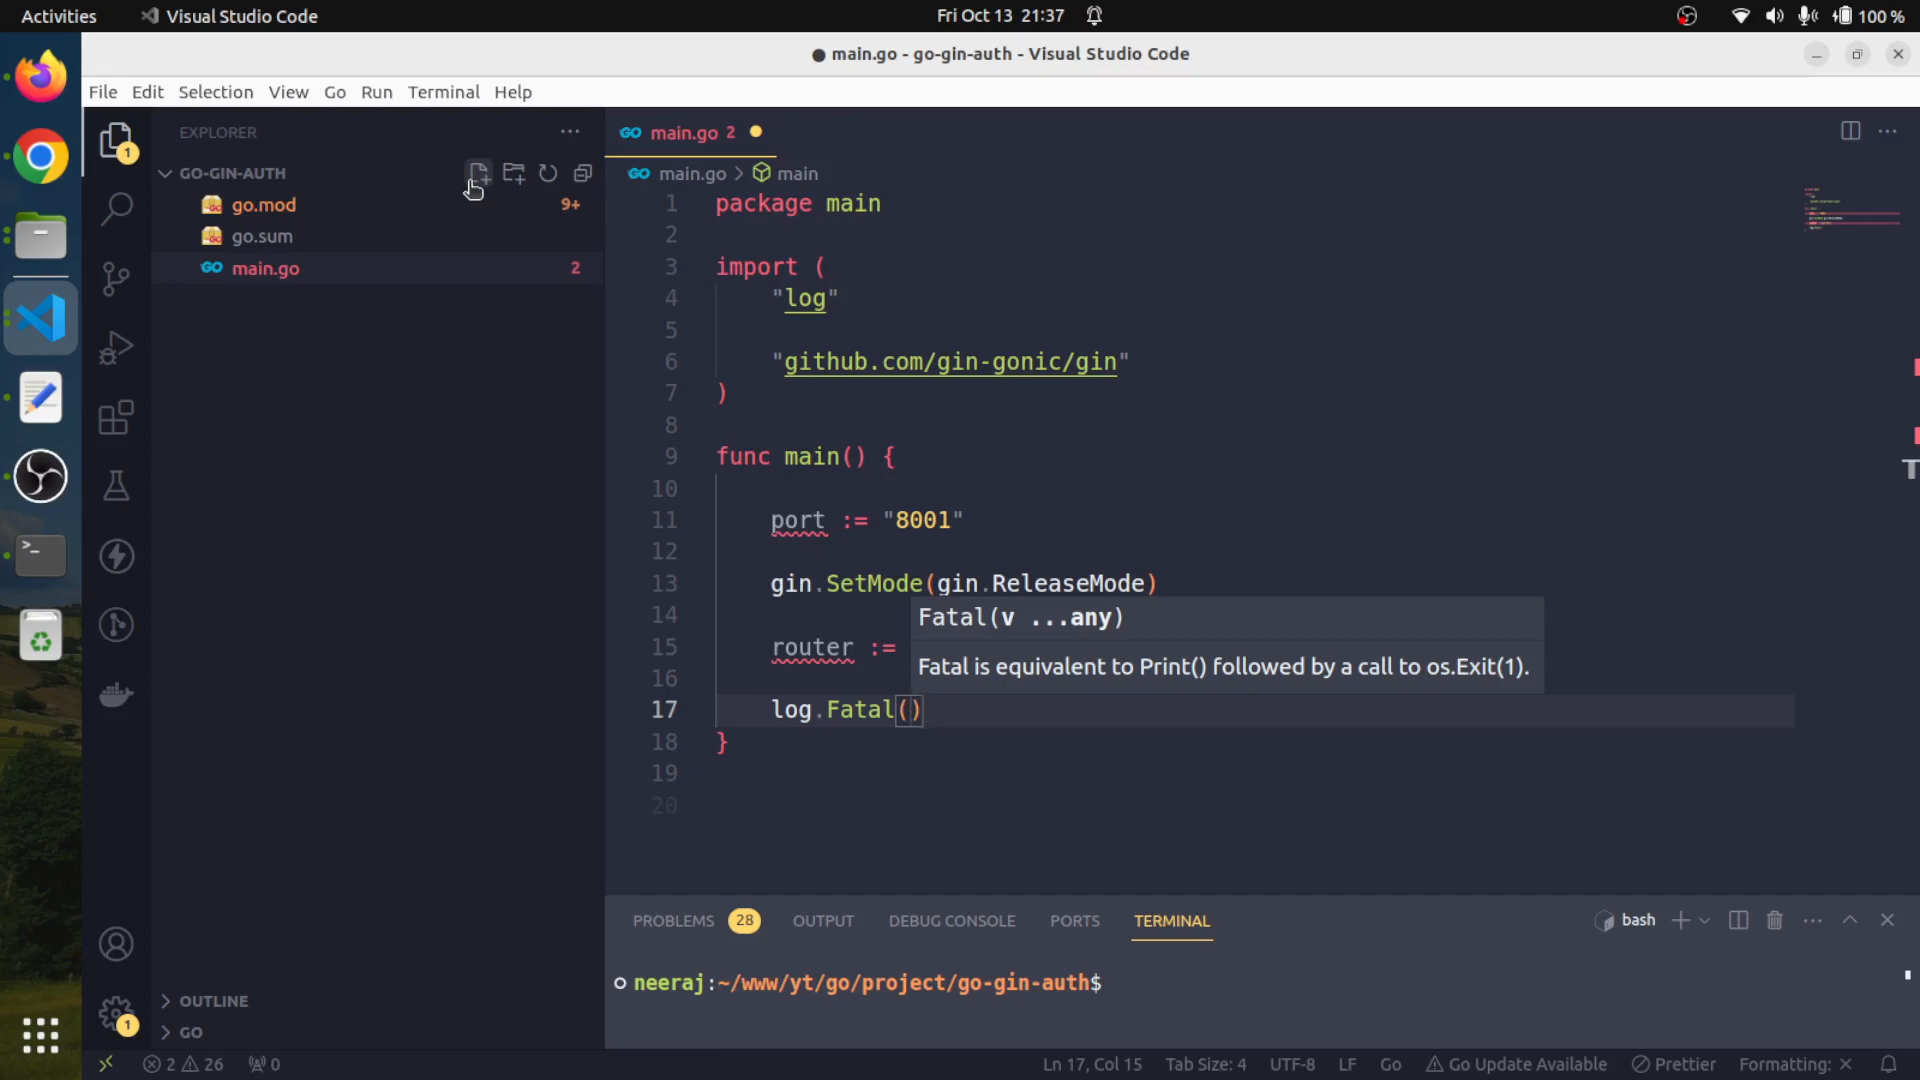 Activities
Visual Studio Code
Fri Oct 13 21:37
100 %
● main.go - go-gin-auth - Visual Studio Code
File Edit Selection View Go Run Terminal Help
EXPLORER
GO-GIN-AUTH
go.mod 9+
go.sum
main.go 2
main.go 2
main.go > main
1 package main
2
3 import (
4 "log"
5
6 "github.com/gin-gonic/gin"
7 )
8
9 func main() {
10
11 port := "8001"
12
13 gin.SetMode(gin.ReleaseMode)
14
Fatal(v ...any)
15 router :=
Fatal is equivalent to Print() followed by a call to os.Exit(1).
16
17 log.Fatal()
18 }
19
20
PROBLEMS 28 OUTPUT DEBUG CONSOLE PORTS TERMINAL
bash
neeraj:~/www/yt/go/project/go-gin-auth$
OUTLINE
GO
1
1
2 26 0
Ln 17, Col 15 Tab Size: 4 UTF-8 LF Go Go Update Available Prettier Formatting: ×